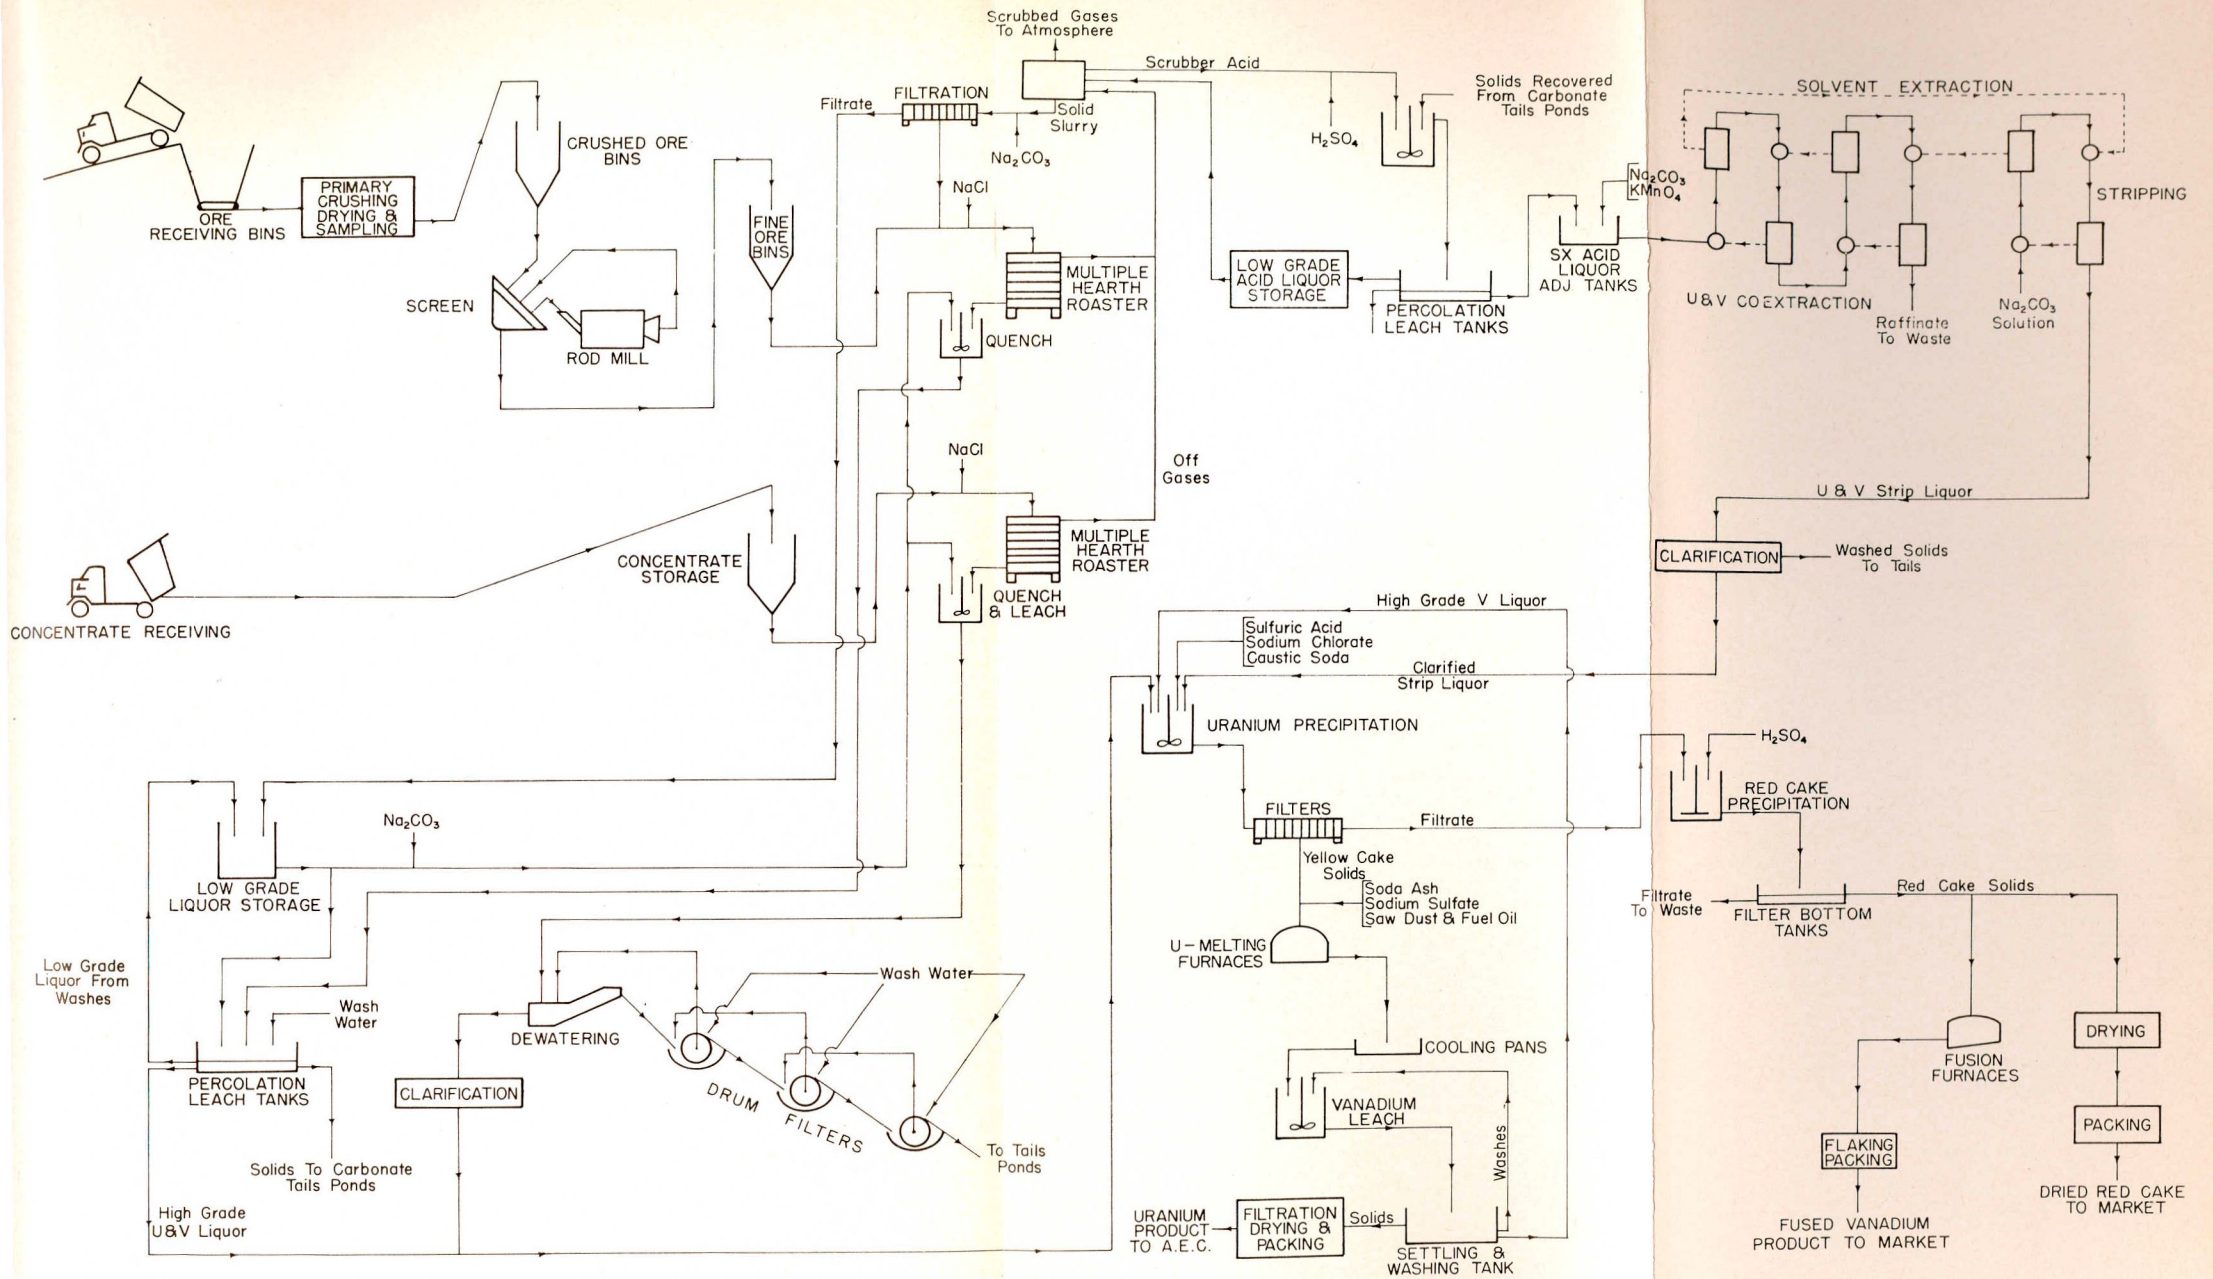 Scrubbed Gases
To Atmosphere
Scrubber Acid
FILTRATION
Filtrate
Solid
Slurry
Na₂CO₃
H₂SO₄
Solids Recovered
From Carbonate
Tails Ponds
SOLVENT EXTRACTION
CRUSHED ORE
BINS
PRIMARY
CRUSHING
DRYING &
SAMPLING
ORE
RECEIVING BINS
NaCl
FINE
ORE
BINS
Na₂CO₃
KMnO₄
STRIPPING
SCREEN
ROD MILL
MULTIPLE
HEARTH
ROASTER
QUENCH
LOW GRADE
ACID LIQUOR
STORAGE
PERCOLATION
LEACH TANKS
SX ACID
LIQUOR
ADJ TANKS
U&V COEXTRACTION
Raffinate
To Waste
Na₂CO₃
Solution
NaCl
Off
Gases
U & V Strip Liquor
CONCENTRATE
STORAGE
MULTIPLE
HEARTH
ROASTER
QUENCH
& LEACH
CLARIFICATION
Washed Solids
To Tails
CONCENTRATE RECEIVING
High Grade V Liquor
Sulfuric Acid
Sodium Chlorate
Caustic Soda
Clarified
Strip Liquor
URANIUM PRECIPITATION
H₂SO₄
RED CAKE
PRECIPITATION
FILTERS
Filtrate
Na₂CO₃
LOW GRADE
LIQUOR STORAGE
Yellow Cake
Solids
Soda Ash
Sodium Sulfate
Saw Dust & Fuel Oil
Filtrate
To Waste
Red Cake Solids
FILTER BOTTOM
TANKS
U-MELTING
FURNACES
Low Grade
Liquor From
Washes
Wash
Water
Wash Water
DEWATERING
COOLING PANS
DRYING
FUSION
FURNACES
PERCOLATION
LEACH TANKS
CLARIFICATION
DRUM
FILTERS
VANADIUM
LEACH
PACKING
Washes
FLAKING
PACKING
To Tails
Ponds
Solids To Carbonate
Tails Ponds
High Grade
U&V Liquor
URANIUM
PRODUCT
TO A.E.C.
FILTRATION
DRYING &
PACKING
Solids
SETTLING &
WASHING TANK
DRIED RED CAKE
TO MARKET
FUSED VANADIUM
PRODUCT TO MARKET